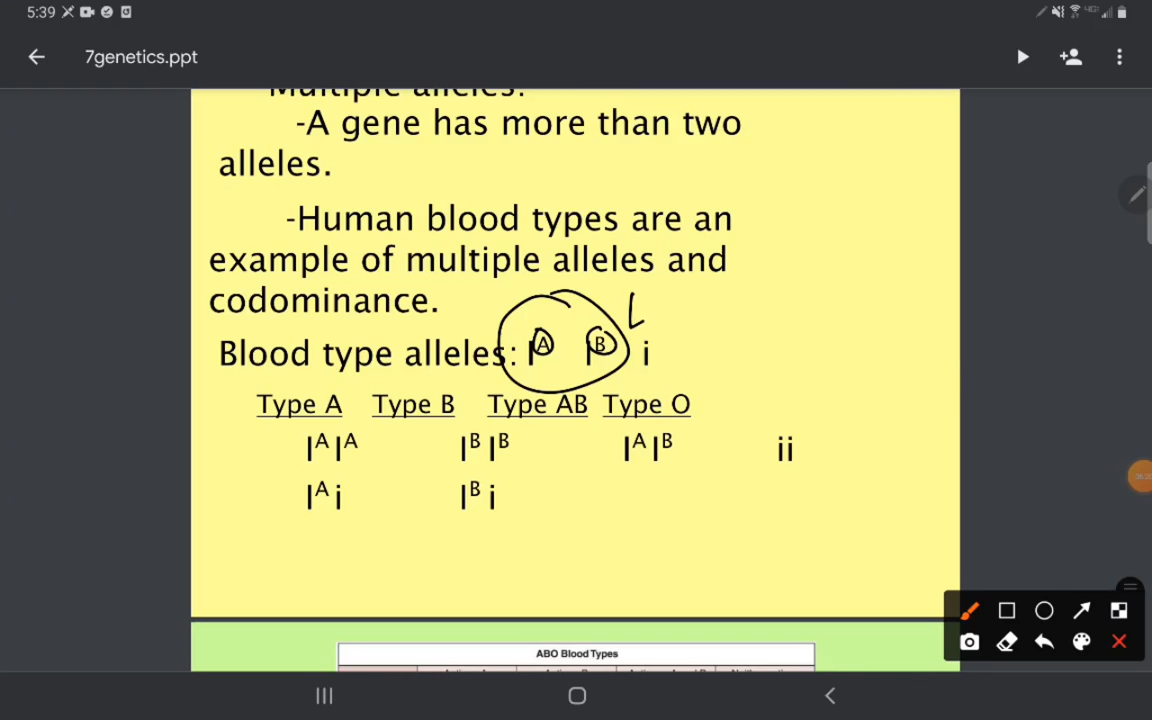 5:39
7genetics.ppt
Multiple alleles:
-A gene has more than two
alleles.
-Human blood types are an
example of multiple alleles and
codominance.
Blood type alleles: Iᴬ Iᴮ i
Type A Type B Type AB Type O
IᴬIᴬ IᴮIᴮ IᴬIᴮ ii
Iᴬi Iᴮi
ABO Blood Types